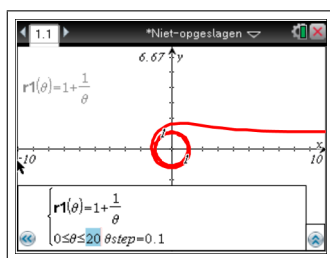 1.1 *Niet-opgeslagen
6.67 y
r1(θ)=1+1/θ
1
x
-10 1 10
r1(θ)=1+1/θ
0≤θ≤20 θstep=0.1